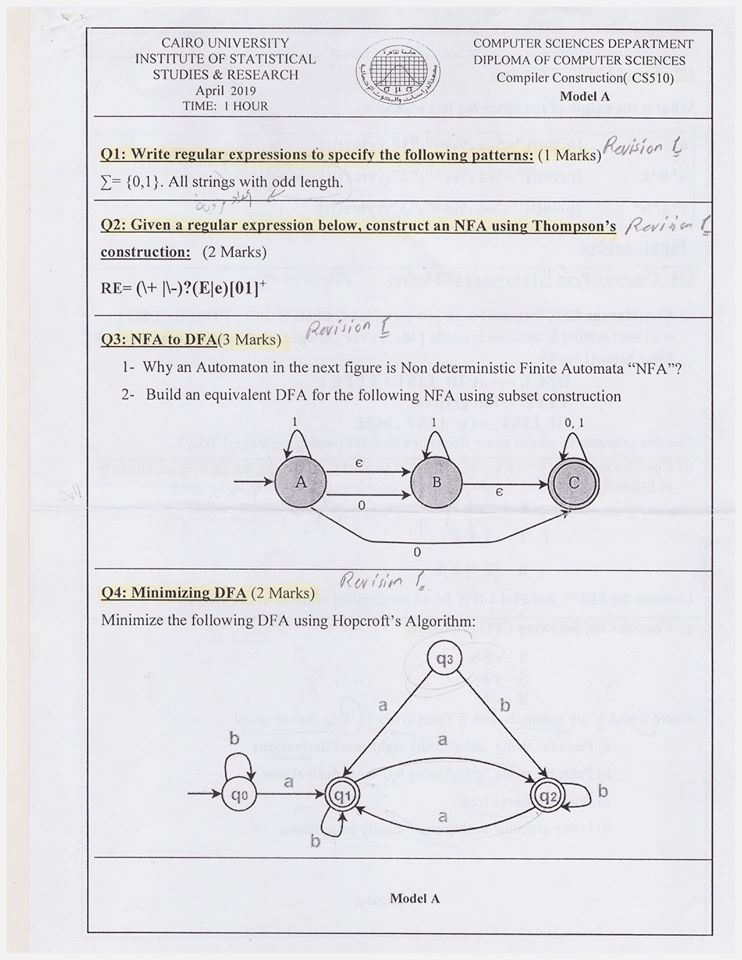 CAIRO UNIVERSITY
INSTITUTE OF STATISTICAL
STUDIES & RESEARCH
April 2019
TIME: 1 HOUR
جامعة القاهرة
COMPUTER SCIENCES DEPARTMENT
DIPLOMA OF COMPUTER SCIENCES
Compiler Construction( CS510)
Model A
Q1: Write regular expressions to specify the following patterns: (1 Marks) Revision I
∑= {0,1}. All strings with odd length.
Q2: Given a regular expression below, construct an NFA using Thompson's Revision I
construction: (2 Marks)
RE= (\+ |\-)?(E|e)[01]⁺
Q3: NFA to DFA(3 Marks) Revision I
1- Why an Automaton in the next figure is Non deterministic Finite Automata “NFA”?
2- Build an equivalent DFA for the following NFA using subset construction
1 1 0, 1
ϵ
A B C
ϵ
0
0
Q4: Minimizing DFA (2 Marks) Revision I
Minimize the following DFA using Hopcroft's Algorithm:
q3
a b
b a
q0 a q1 q2 b
a
b
Model A